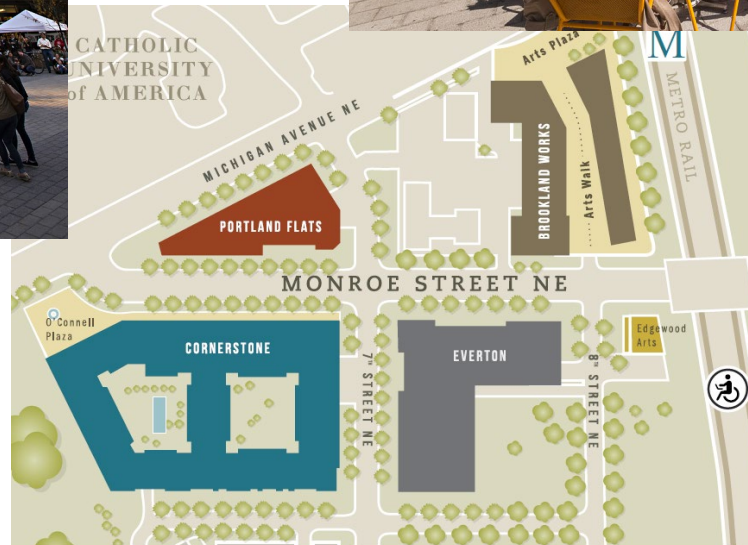 CATHOLIC
UNIVERSITY
of AMERICA
MICHIGAN AVENUE NE
Arts Plaza
M
METRO RAIL
PORTLAND FLATS
BROOKLAND WORKS
Arts Walk
MONROE STREET NE
O'Connell
Plaza
CORNERSTONE
7TH STREET NE
EVERTON
8TH STREET NE
Edgewood
Arts